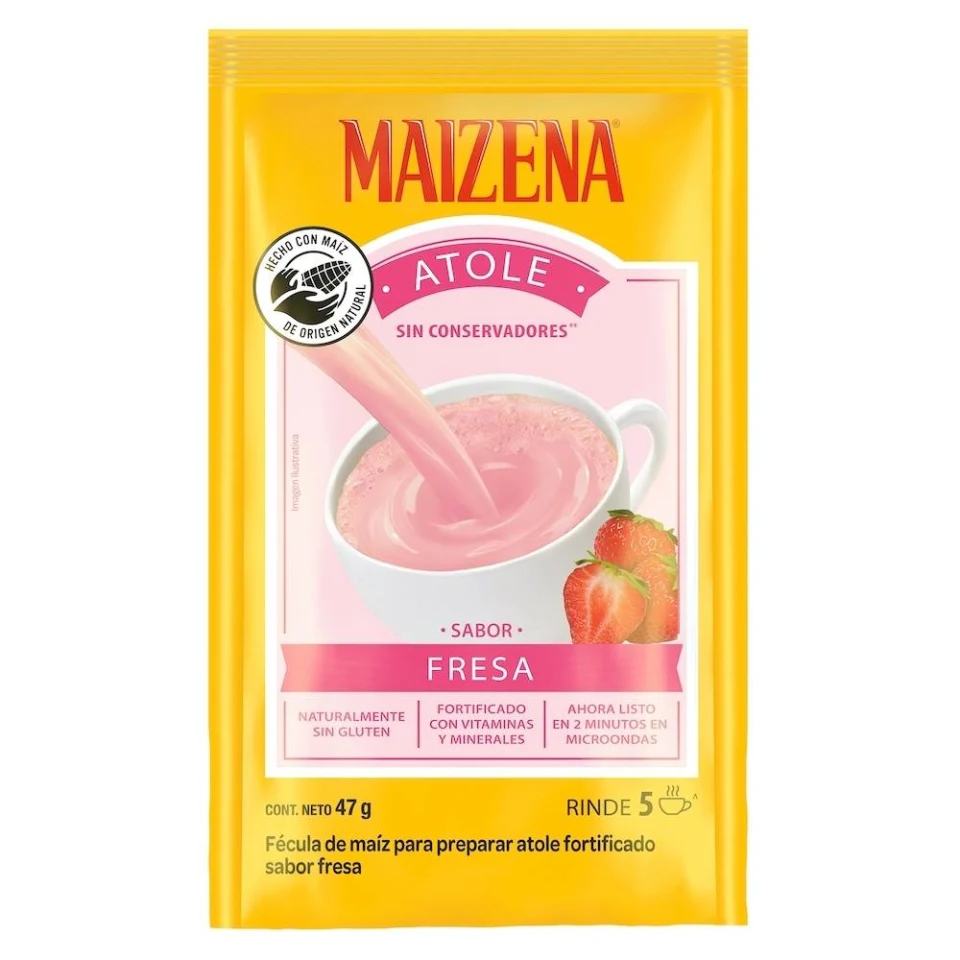 MAIZENA®
HECHO CON MAÍZ
DE ORIGEN NATURAL
• ATOLE •
SIN CONSERVADORES**
Imagen ilustrativa
• SABOR •
FRESA
NATURALMENTE
SIN GLUTEN
FORTIFICADO
CON VITAMINAS
Y MINERALES
AHORA LISTO
EN 2 MINUTOS EN
MICROONDAS
CONT. NETO 47 g
RINDE 5 ^
Fécula de maíz para preparar atole fortificado
sabor fresa